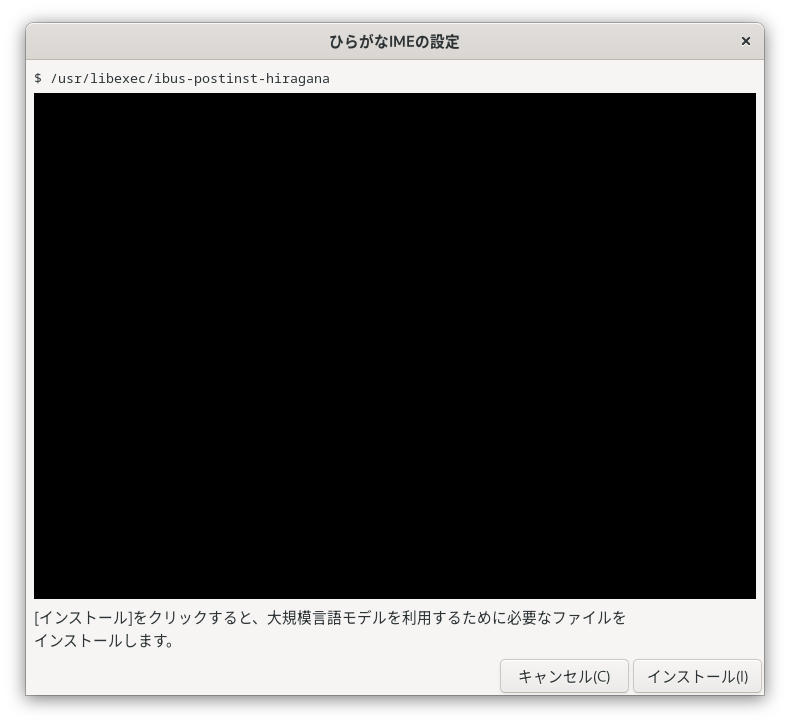 ひらがなIMEの設定
×
$ /usr/libexec/ibus-postinst-hiragana
[インストール]をクリックすると、大規模言語モデルを利用するために必要なファイルを
インストールします。
キャンセル(C) インストール(I)